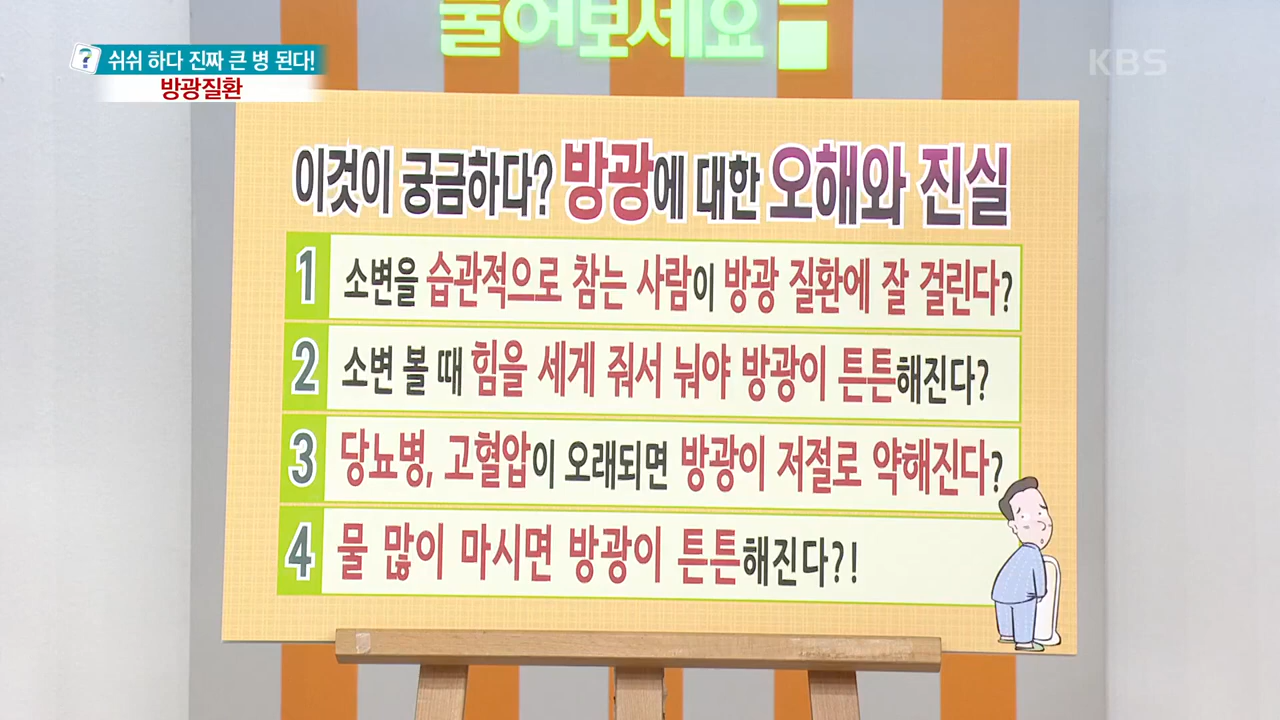 물어보세요
KBS
? 쉬쉬 하다 진짜 큰 병 된다!
방광질환
이것이 궁금하다? 방광에 대한 오해와 진실
1 소변을 습관적으로 참는 사람이 방광 질환에 잘 걸린다?
2 소변 볼 때 힘을 세게 줘서 눠야 방광이 튼튼해진다?
3 당뇨병, 고혈압이 오래되면 방광이 저절로 약해진다?
4 물 많이 마시면 방광이 튼튼해진다?!